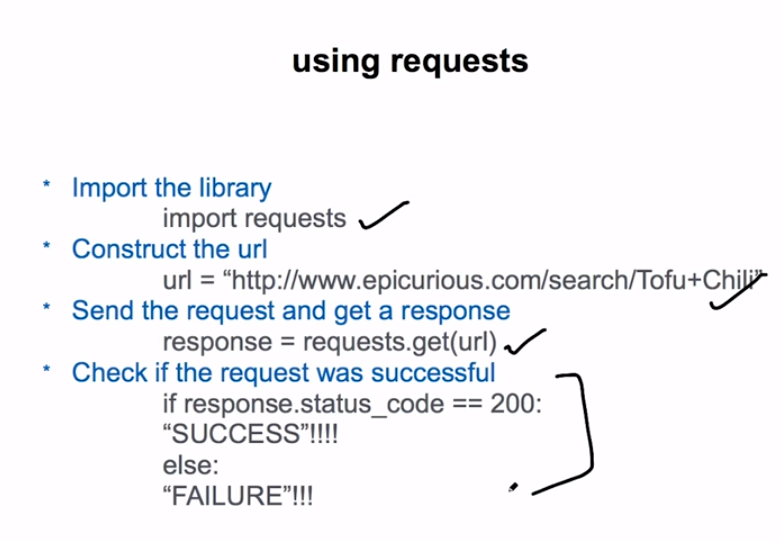 using requests
* Import the library
import requests
* Construct the url
url = “http://www.epicurious.com/search/Tofu+Chili”
* Send the request and get a response
response = requests.get(url)
* Check if the request was successful
if response.status_code == 200:
“SUCCESS”!!!!
else:
“FAILURE”!!!